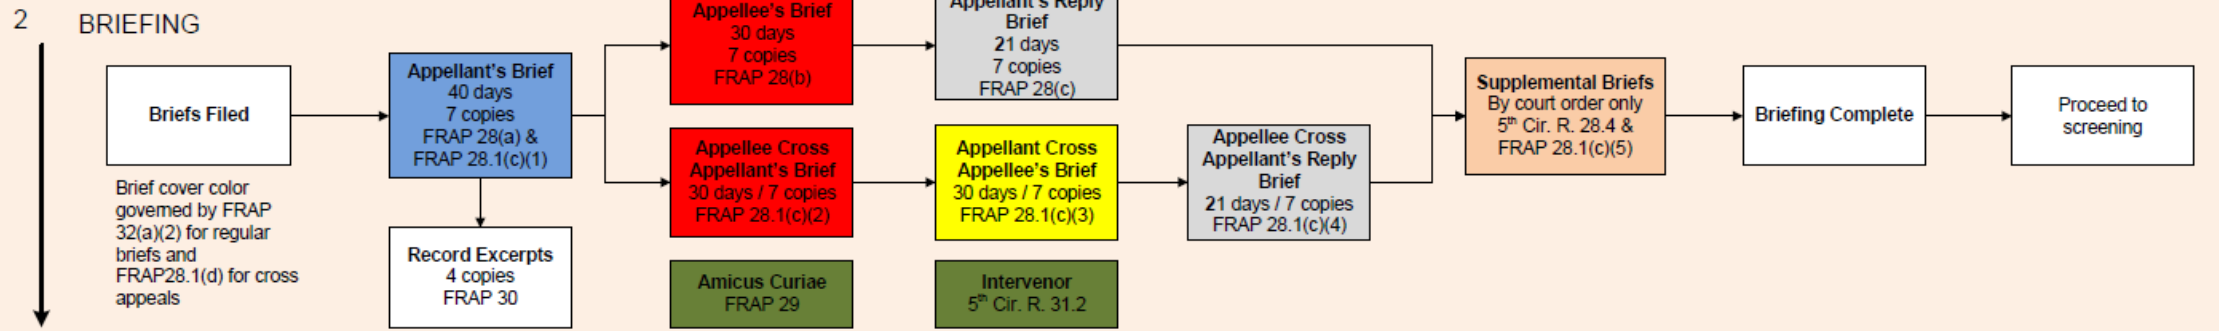 2
BRIEFING
Briefs Filed
Brief cover color
governed by FRAP
32(a)(2) for regular
briefs and
FRAP28.1(d) for cross
appeals
Appellant's Brief
40 days
7 copies
FRAP 28(a) &
FRAP 28.1(c)(1)
Record Excerpts
4 copies
FRAP 30
Appellee's Brief
30 days
7 copies
FRAP 28(b)
Appellant's Reply
Brief
21 days
7 copies
FRAP 28(c)
Appellee Cross
Appellant's Brief
30 days / 7 copies
FRAP 28.1(c)(2)
Appellant Cross
Appellee's Brief
30 days / 7 copies
FRAP 28.1(c)(3)
Appellee Cross
Appellant's Reply
Brief
21 days / 7 copies
FRAP 28.1(c)(4)
Amicus Curiae
FRAP 29
Intervenor
5th Cir. R. 31.2
Supplemental Briefs
By court order only
5th Cir. R. 28.4 &
FRAP 28.1(c)(5)
Briefing Complete
Proceed to
screening